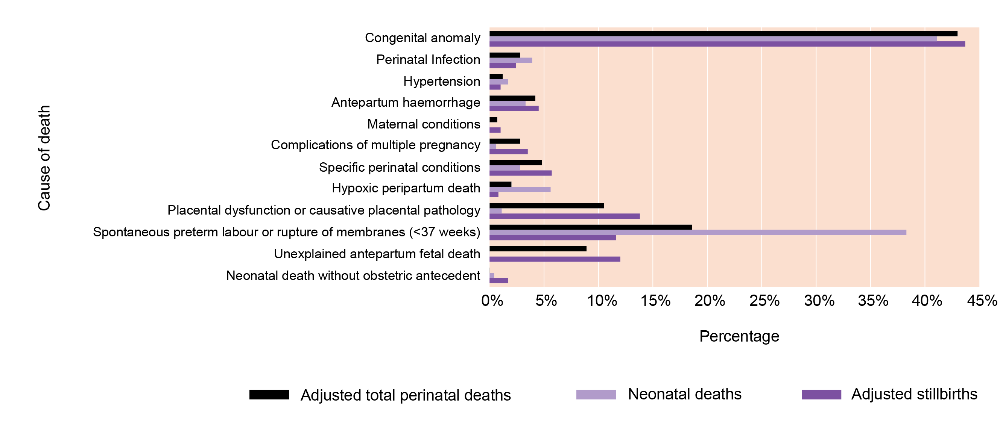 Cause of death
Congenital anomaly
Perinatal Infection
Hypertension
Antepartum haemorrhage
Maternal conditions
Complications of multiple pregnancy
Specific perinatal conditions
Hypoxic peripartum death
Placental dysfunction or causative placental pathology
Spontaneous preterm labour or rupture of membranes (<37 weeks)
Unexplained antepartum fetal death
Neonatal death without obstetric antecedent
0% 5% 10% 15% 20% 25% 30% 35% 40% 45%
Percentage
Adjusted total perinatal deaths Neonatal deaths Adjusted stillbirths